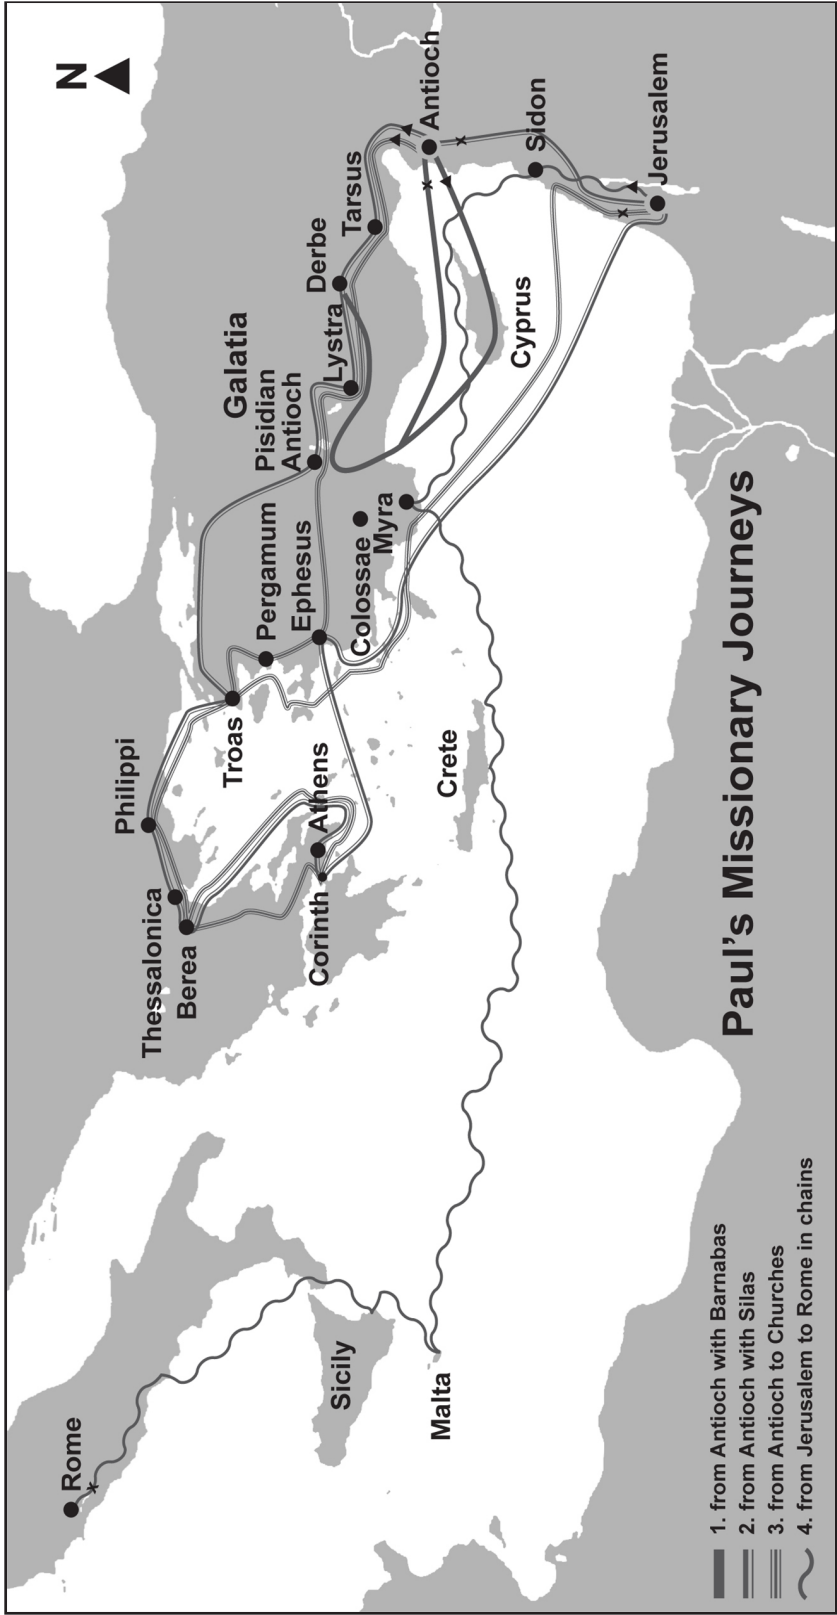 N
Rome
Sicily
Malta
Thessalonica
Berea
Philippi
Corinth
Athens
Troas
Pergamum
Ephesus
Colossae
Myra
Crete
Galatia
Pisidian
Antioch
Lystra
Derbe
Tarsus
Antioch
Cyprus
Sidon
Jerusalem
Paul's Missionary Journeys
1. from Antioch with Barnabas
2. from Antioch with Silas
3. from Antioch to Churches
4. from Jerusalem to Rome in chains